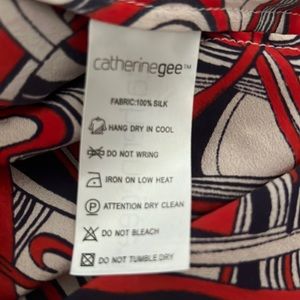 catherinegee™
FABRIC:100% SILK
HANG DRY IN COOL
DO NOT WRING
IRON ON LOW HEAT
P ATTENTION DRY CLEAN
DO NOT BLEACH
DO NOT TUMBLE DRY